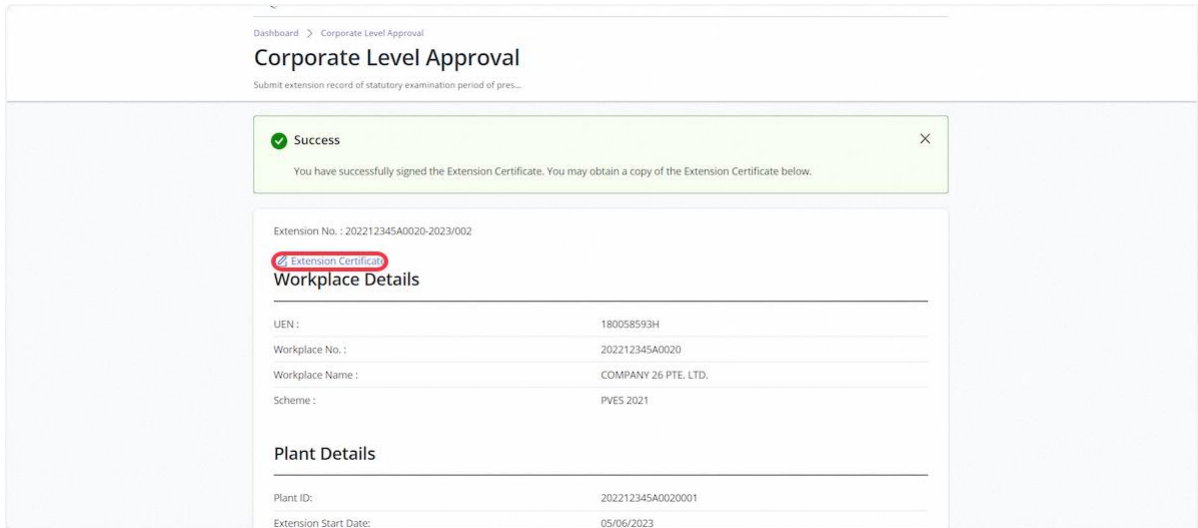 Dashboard > Corporate Level Approval
Corporate Level Approval
Submit extension record of statutory examination period of pres...
Success
You have successfully signed the Extension Certificate. You may obtain a copy of the Extension Certificate below.
Extension No. : 202212345A0020-2023/002
Extension Certificate
Workplace Details
UEN : 180058593H
Workplace No. : 202212345A0020
Workplace Name : COMPANY 26 PTE. LTD.
Scheme : PVES 2021
Plant Details
Plant ID: 202212345A0020001
Extension Start Date: 05/06/2023